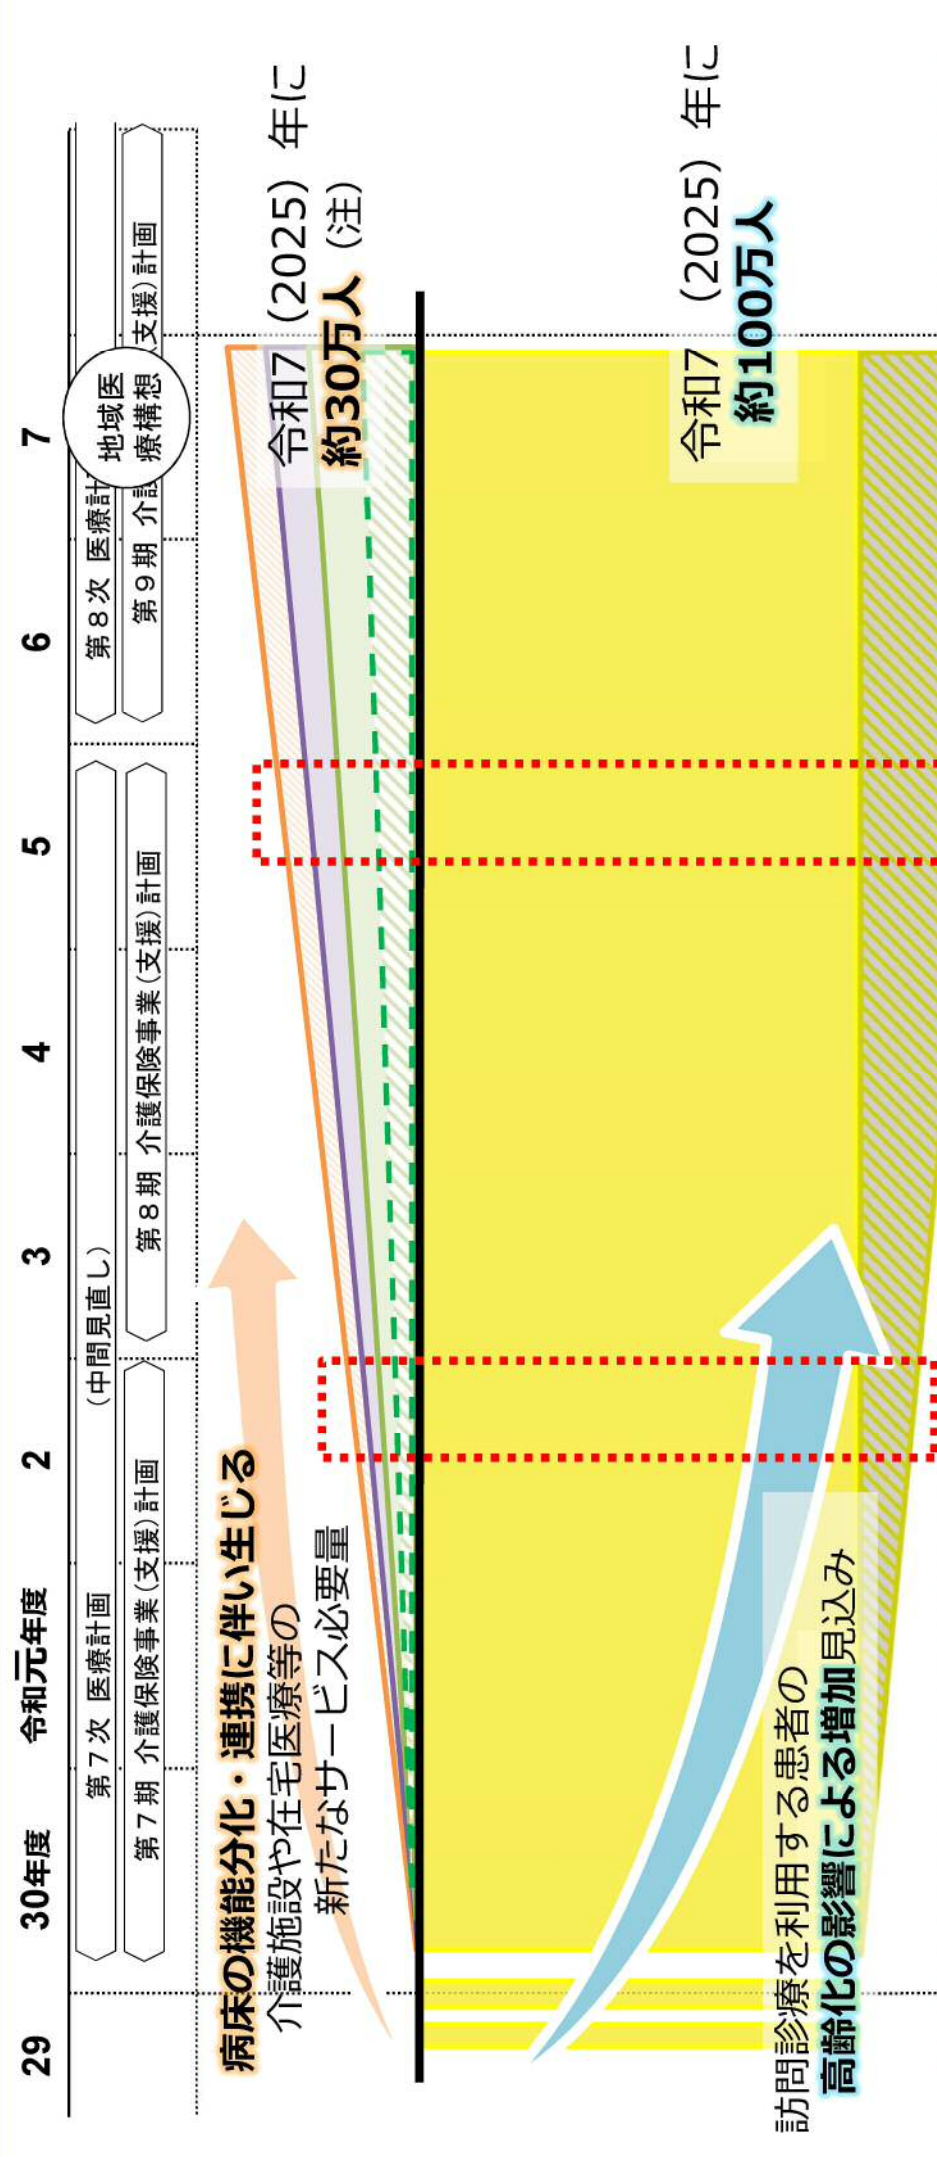 29
30年度
令和元年度
2
3
4
5
6
7
第7次 医療計画
(中間見直し)
第8次 医療計
第7期 介護保険事業(支援)計画
第8期 介護保険事業(支援)計画
第9期 介護
支援)計画
地域医
療構想
病床の機能分化・連携に伴い生じる
介護施設や在宅医療等の
新たなサービス必要量
令和7 (2025) 年に
約30万人 (注)
訪問診療を利用する患者の
高齢化の影響による増加見込み
令和7 (2025) 年に
約100万人